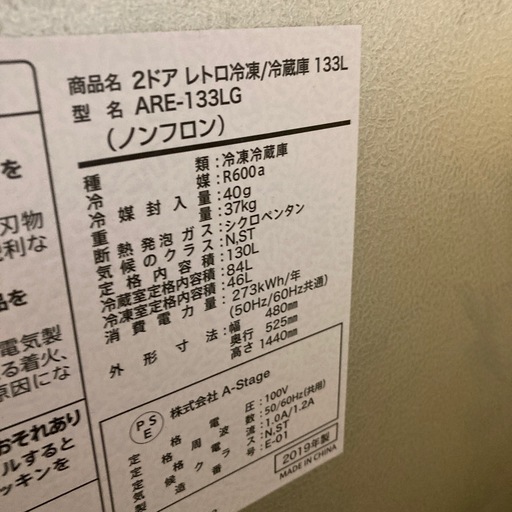 商品名 2ドア レトロ冷凍/冷蔵庫 133L
型 名 ARE-133LG
(ノンフロン)
種 類:冷凍冷蔵庫
冷 媒:R600a
冷媒封入量:40g
重 量:37kg
断熱発泡ガス:シクロペンタン
気候のクラス:N,ST
定格内容積:130L
冷蔵室定格内容積:84L
冷凍室定格内容積:46L
消費電力量:273kWh/年
(50Hz/60Hz共通)
外形寸法:幅 480mm
奥行 525mm
高さ 1440mm
PSE
株式会社 A-Stage
定格電圧:100V
定格周波数:50/60Hz(共用)
定格電流:1.0A/1.2A
気候クラス:N,ST
製造番号:E-01
2019年製
MADE IN CHINA
を
刃物
便利な
品を
電気製
る着火、
原因にな
おそれあり
ルすると
ッキンを